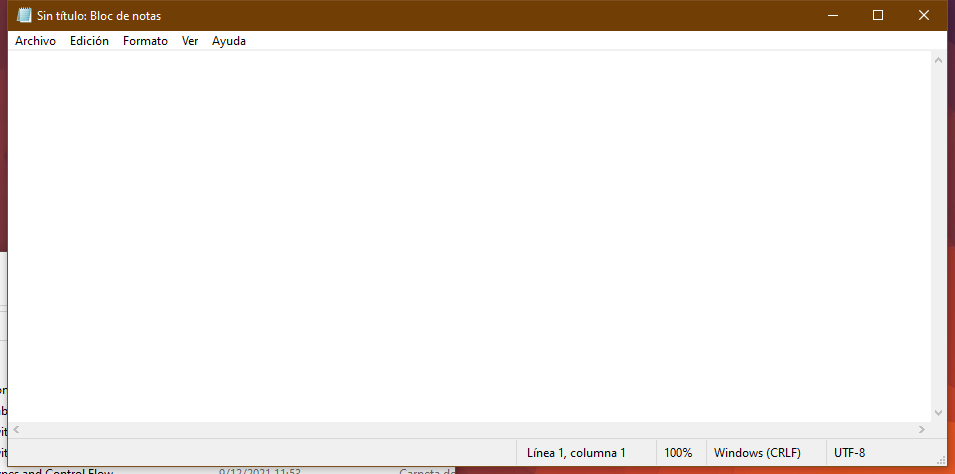 Sin título: Bloc de notas
Archivo Edición Formato Ver Ayuda
Línea 1, columna 1 100% Windows (CRLF) UTF-8
and Control Flow 9/12/2021 11:53 Carpeta de